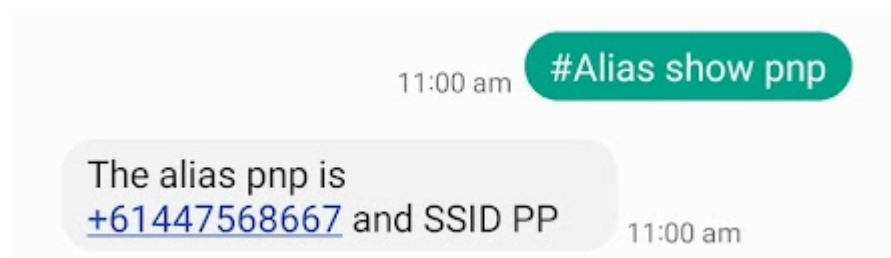 11:00 am #Alias show pnp
The alias pnp is
+61447568667 and SSID PP
11:00 am